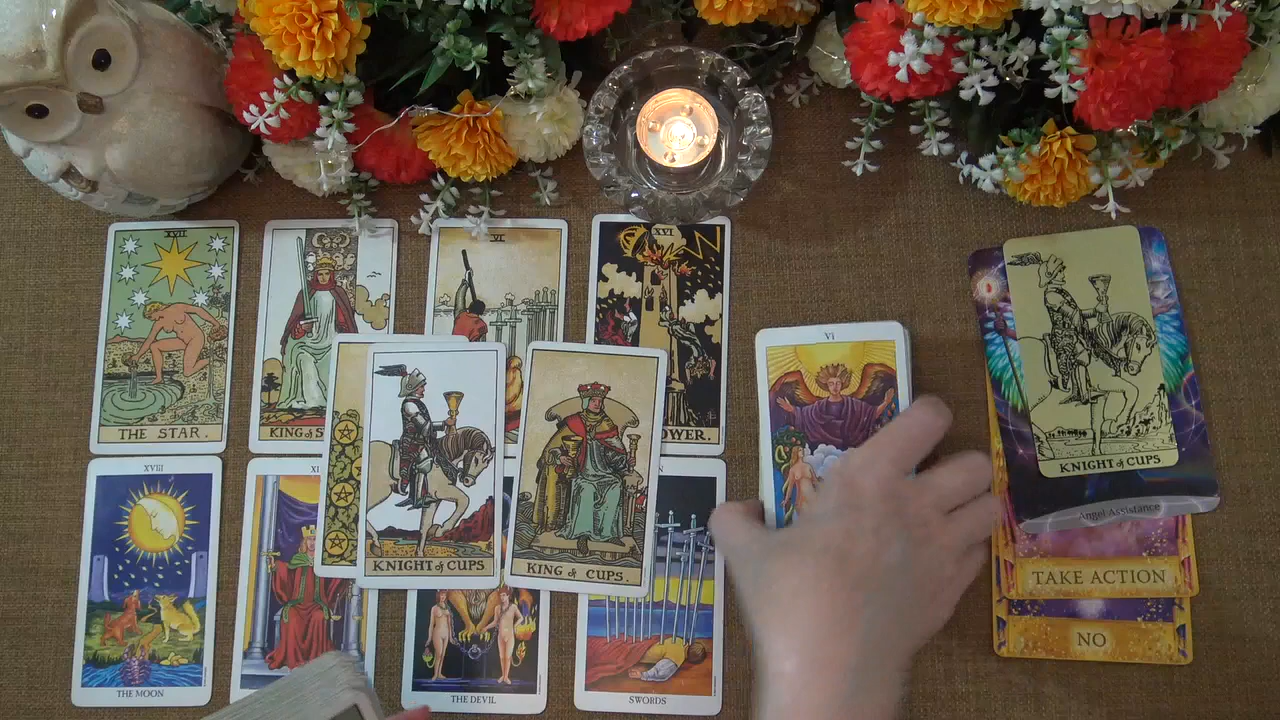 XVII
THE STAR.
KING of S
VI
XVI
OWER.
XVIII
THE MOON
XI
KNIGHT of CUPS
KING of CUPS.
THE DEVIL
SWORDS
VI
KNIGHT of CUPS
Angel Assistance
TAKE ACTION
NO